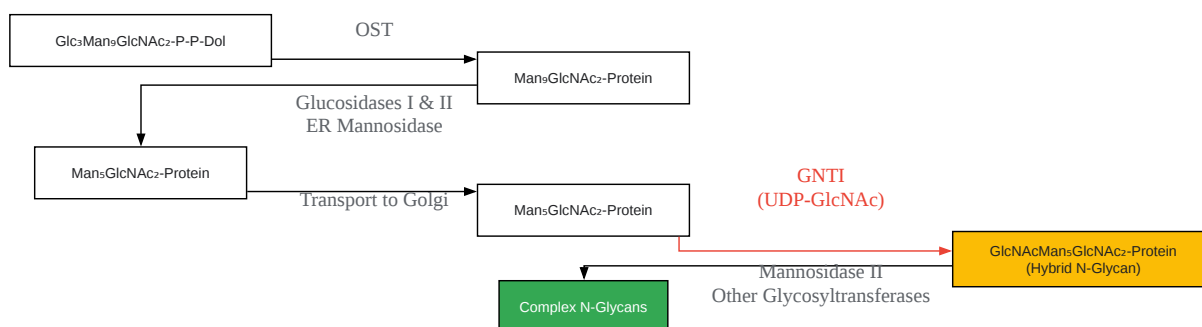 Glc₃Man₉GlcNAc₂-P-P-Dol
OST
Man₉GlcNAc₂-Protein
Glucosidases I & II
ER Mannosidase
Man₅GlcNAc₂-Protein
Transport to Golgi
Man₅GlcNAc₂-Protein
GNTI
(UDP-GlcNAc)
GlcNAcMan₅GlcNAc₂-Protein
(Hybrid N-Glycan)
Mannosidase II
Other Glycosyltransferases
Complex N-Glycans